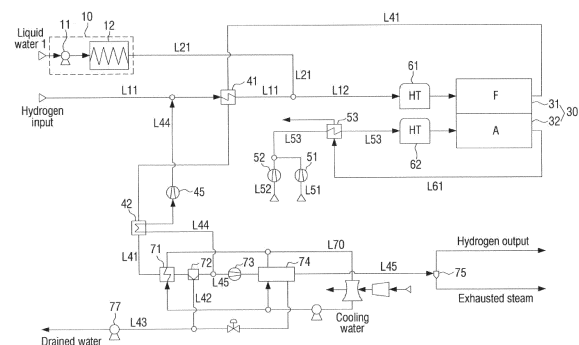 10
L41
Liquid
water 1
11
12
L21
61
41
L21
L11
L11
L12
HT
F
31
30
Hydrogen
input
L44
53
32
A
L53
L53
HT
52
51
62
45
L52
L51
L61
42
L44
L70
Hydrogen output
L41
71
72
73
74
L45
L45
75
L42
Cooling
water
Exhausted steam
77
L43
Drained water